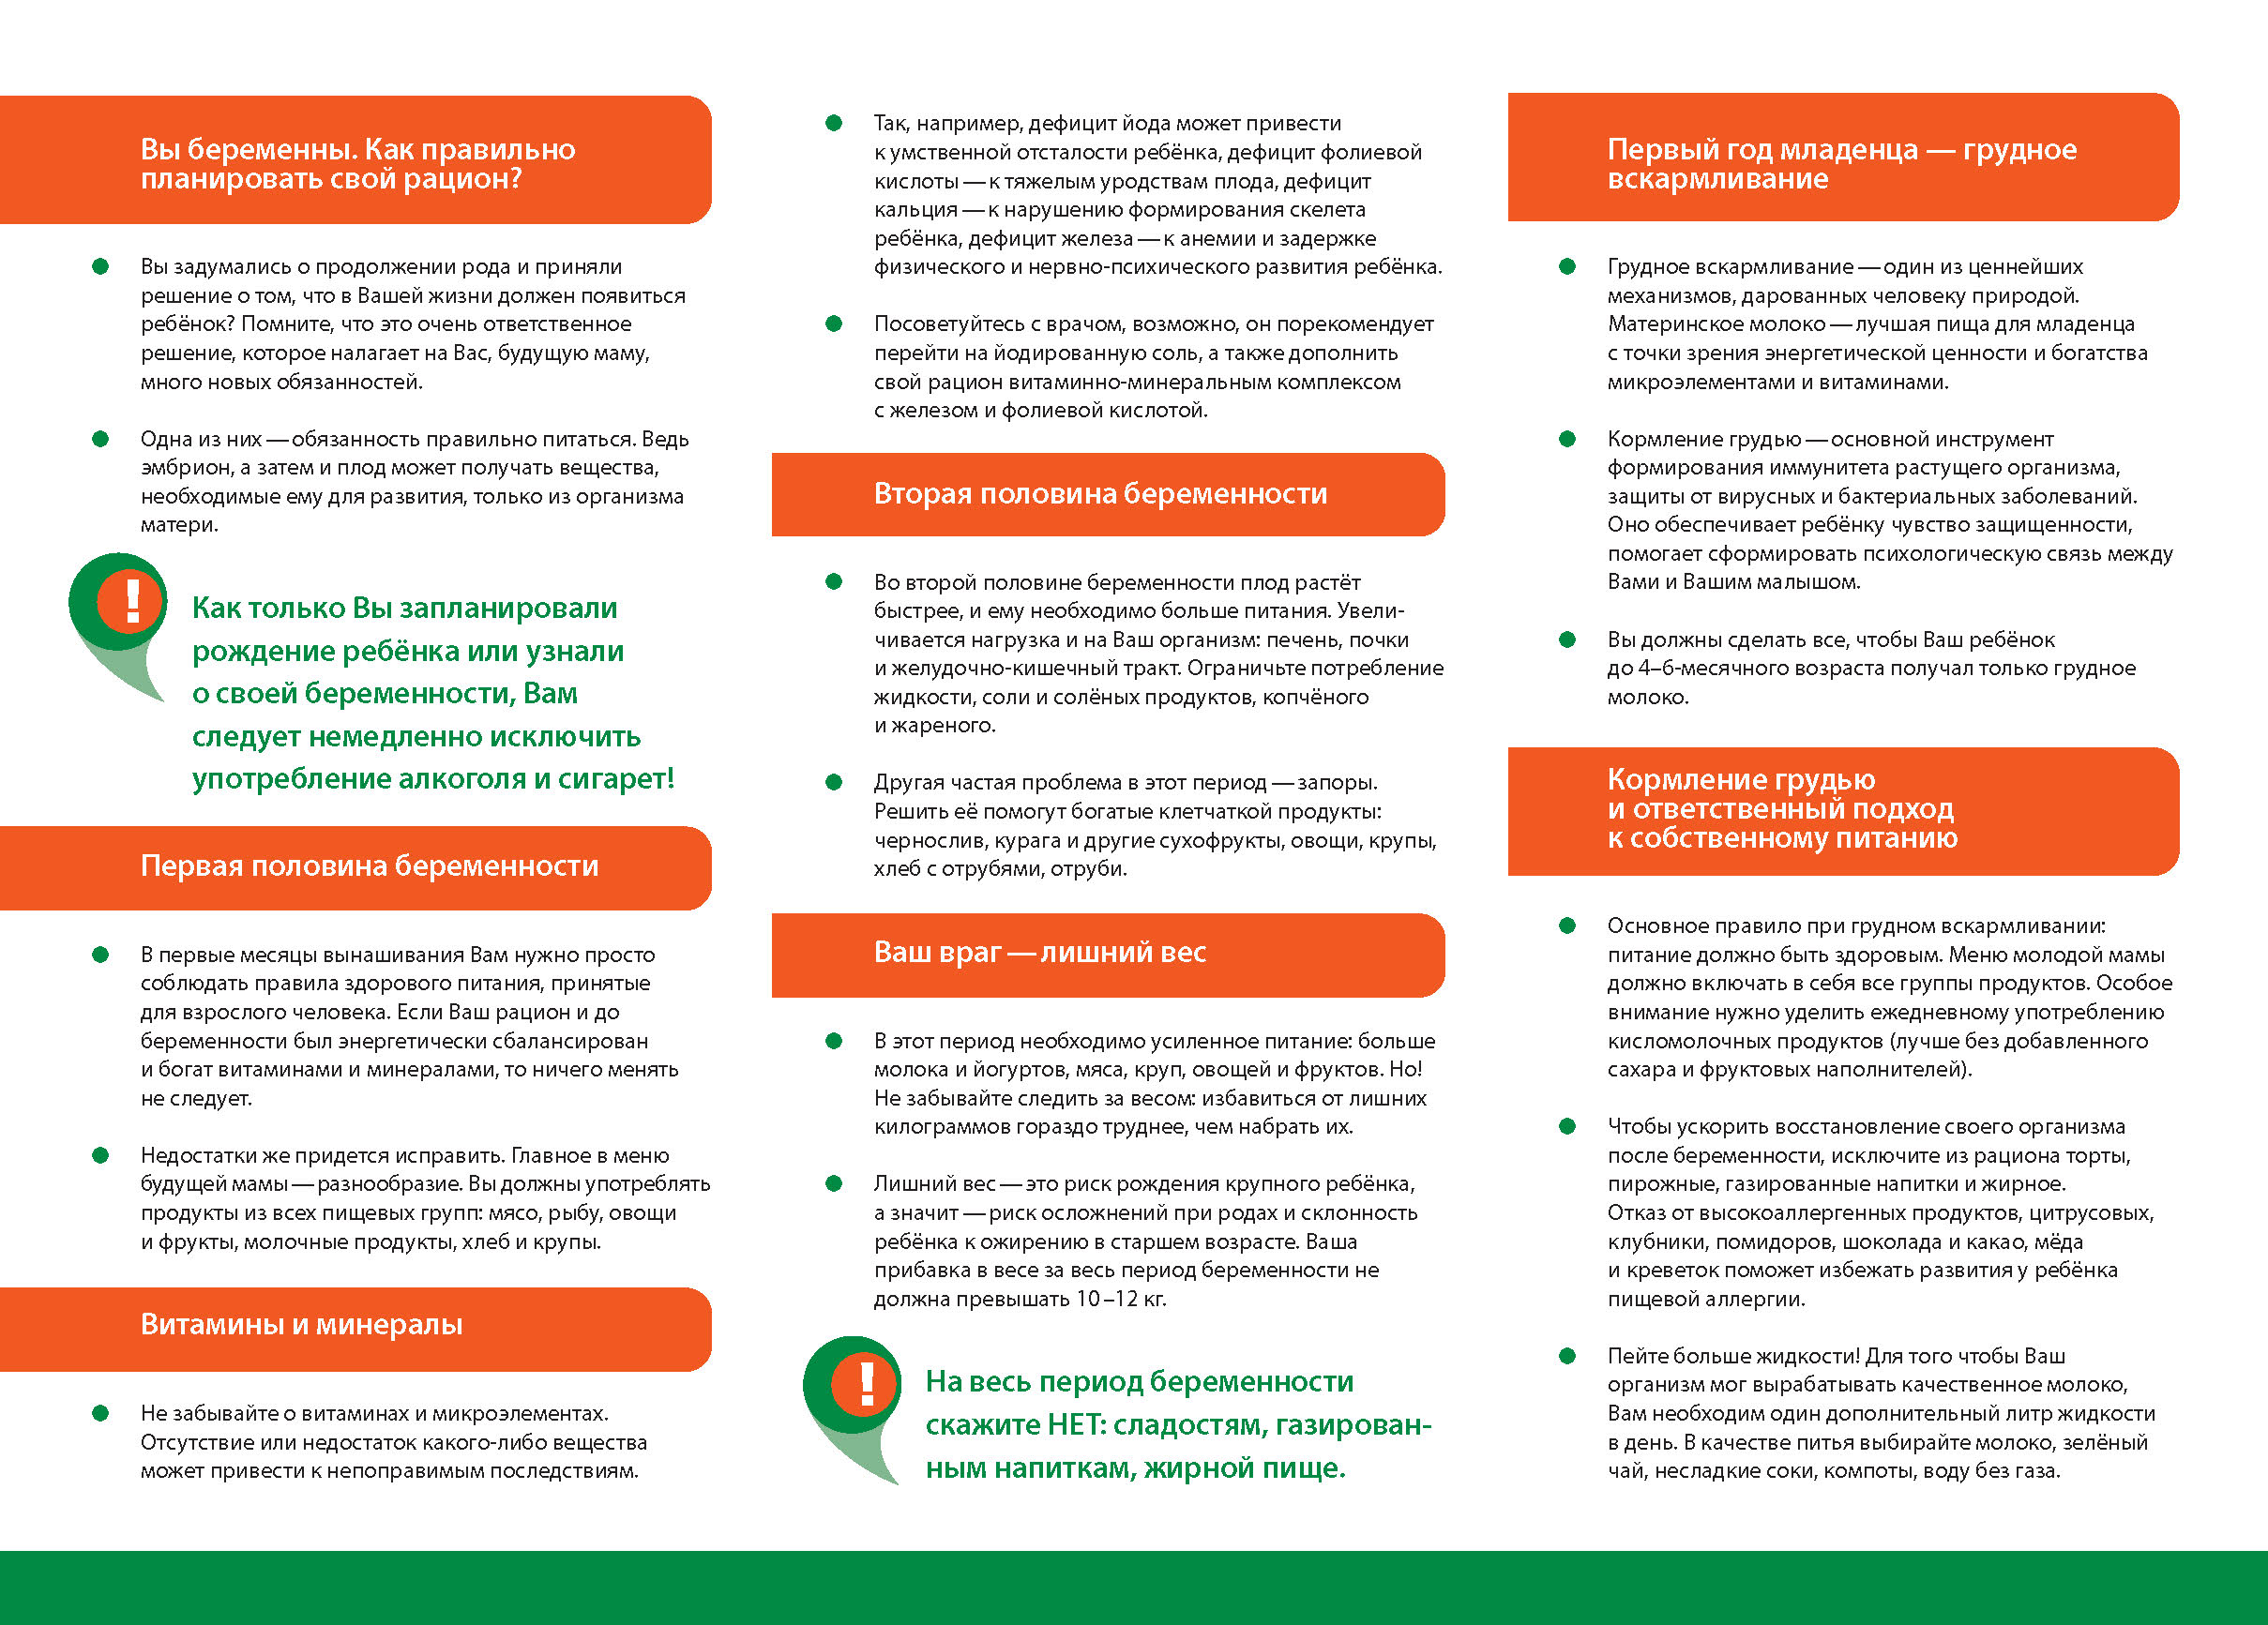 Вы беременны. Как правильно
планировать свой рацион?
Вы задумались о продолжении рода и приняли
решение о том, что в Вашей жизни должен появиться
ребёнок? Помните, что это очень ответственное
решение, которое налагает на Вас, будущую маму,
много новых обязанностей.
Одна из них — обязанность правильно питаться. Ведь
эмбрион, а затем и плод может получать вещества,
необходимые ему для развития, только из организма
матери.
!
Как только Вы запланировали
рождение ребёнка или узнали
о своей беременности, Вам
следует немедленно исключить
употребление алкоголя и сигарет!
Первая половина беременности
В первые месяцы вынашивания Вам нужно просто
соблюдать правила здорового питания, принятые
для взрослого человека. Если Ваш рацион и до
беременности был энергетически сбалансирован
и богат витаминами и минералами, то ничего менять
не следует.
Недостатки же придется исправить. Главное в меню
будущей мамы — разнообразие. Вы должны употреблять
продукты из всех пищевых групп: мясо, рыбу, овощи
и фрукты, молочные продукты, хлеб и крупы.
Витамины и минералы
Не забывайте о витаминах и микроэлементах.
Отсутствие или недостаток какого-либо вещества
может привести к непоправимым последствиям.
Так, например, дефицит йода может привести
к умственной отсталости ребёнка, дефицит фолиевой
кислоты — к тяжелым уродствам плода, дефицит
кальция — к нарушению формирования скелета
ребёнка, дефицит железа — к анемии и задержке
физического и нервно-психического развития ребёнка.
Посоветуйтесь с врачом, возможно, он порекомендует
перейти на йодированную соль, а также дополнить
свой рацион витаминно-минеральным комплексом
с железом и фолиевой кислотой.
Вторая половина беременности
Во второй половине беременности плод растёт
быстрее, и ему необходимо больше питания. Увели-
чивается нагрузка и на Ваш организм: печень, почки
и желудочно-кишечный тракт. Ограничьте потребление
жидкости, соли и солёных продуктов, копчёного
и жареного.
Другая частая проблема в этот период — запоры.
Решить её помогут богатые клетчаткой продукты:
чернослив, курага и другие сухофрукты, овощи, крупы,
хлеб с отрубями, отруби.
Ваш враг — лишний вес
В этот период необходимо усиленное питание: больше
молока и йогуртов, мяса, круп, овощей и фруктов. Но!
Не забывайте следить за весом: избавиться от лишних
килограммов гораздо труднее, чем набрать их.
Лишний вес — это риск рождения крупного ребёнка,
а значит — риск осложнений при родах и склонность
ребёнка к ожирению в старшем возрасте. Ваша
прибавка в весе за весь период беременности не
должна превышать 10–12 кг.
!
На весь период беременности
скажите НЕТ: сладостям, газирован-
ным напиткам, жирной пище.
Первый год младенца — грудное
вскармливание
Грудное вскармливание — один из ценнейших
механизмов, дарованных человеку природой.
Материнское молоко — лучшая пища для младенца
с точки зрения энергетической ценности и богатства
микроэлементами и витаминами.
Кормление грудью — основной инструмент
формирования иммунитета растущего организма,
защиты от вирусных и бактериальных заболеваний.
Оно обеспечивает ребёнку чувство защищенности,
помогает сформировать психологическую связь между
Вами и Вашим малышом.
Вы должны сделать все, чтобы Ваш ребёнок
до 4–6-месячного возраста получал только грудное
молоко.
Кормление грудью
и ответственный подход
к собственному питанию
Основное правило при грудном вскармливании:
питание должно быть здоровым. Меню молодой мамы
должно включать в себя все группы продуктов. Особое
внимание нужно уделить ежедневному употреблению
кисломолочных продуктов (лучше без добавленного
сахара и фруктовых наполнителей).
Чтобы ускорить восстановление своего организма
после беременности, исключите из рациона торты,
пирожные, газированные напитки и жирное.
Отказ от высокоаллергенных продуктов, цитрусовых,
клубники, помидоров, шоколада и какао, мёда
и креветок поможет избежать развития у ребёнка
пищевой аллергии.
Пейте больше жидкости! Для того чтобы Ваш
организм мог вырабатывать качественное молоко,
Вам необходим один дополнительный литр жидкости
в день. В качестве питья выбирайте молоко, зелёный
чай, несладкие соки, компоты, воду без газа.